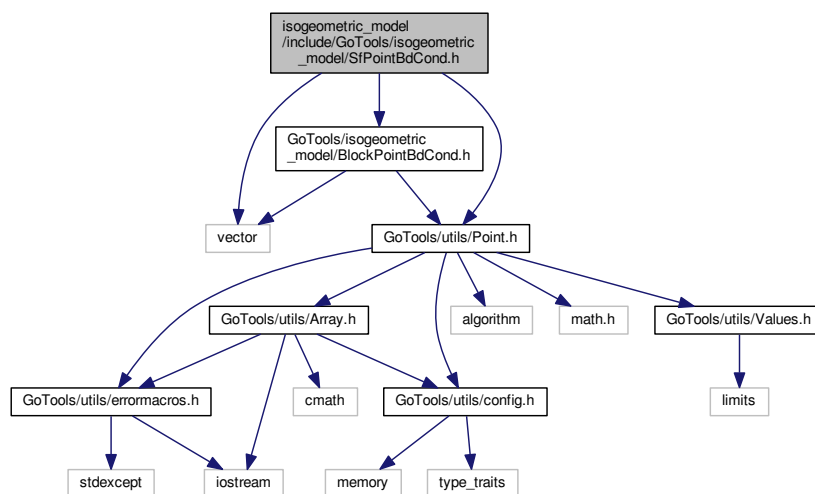 isogeometric_model
/include/GoTools/isogeometric
_model/SfPointBdCond.h
GoTools/isogeometric
_model/BlockPointBdCond.h
vector
GoTools/utils/Point.h
GoTools/utils/Array.h
algorithm
math.h
GoTools/utils/Values.h
GoTools/utils/errormacros.h
cmath
GoTools/utils/config.h
limits
stdexcept
iostream
memory
type_traits